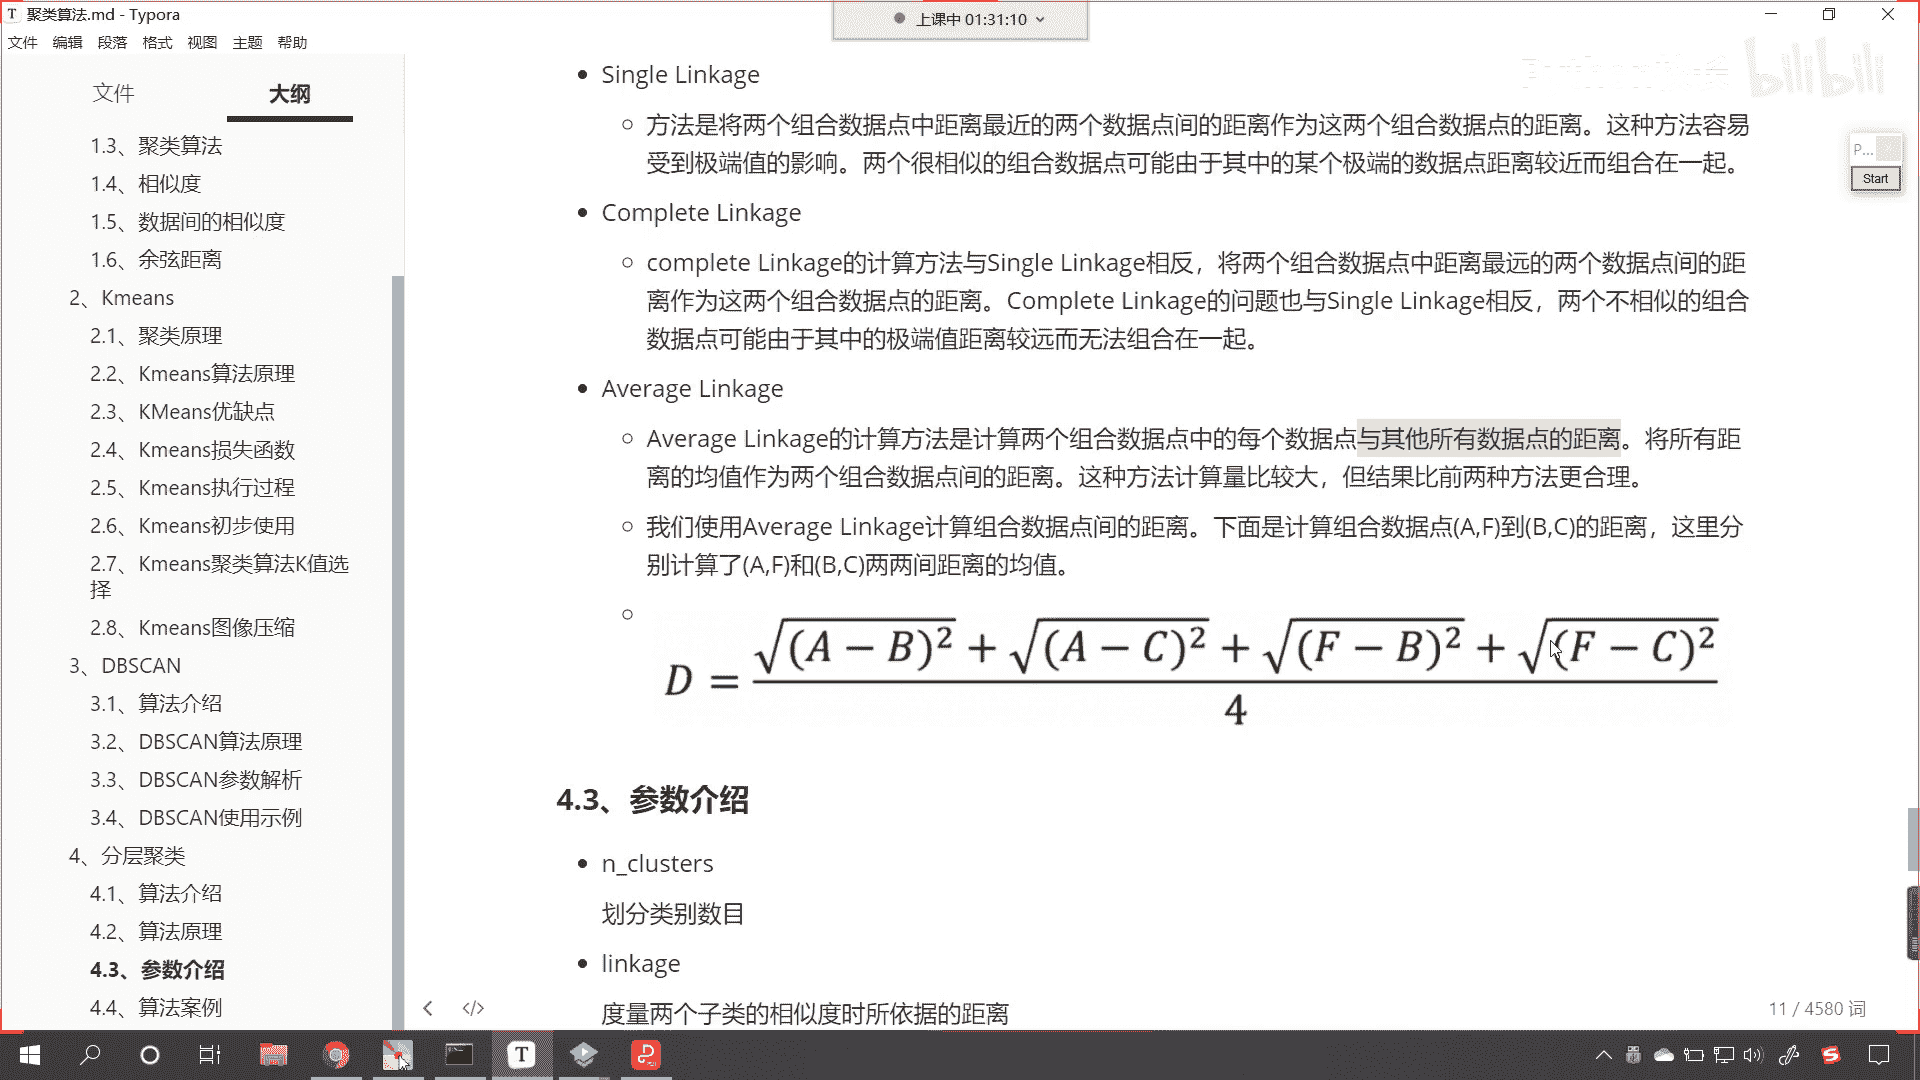 聚类算法.md - Typora
上课中 01:31:10
文件 编辑 段落 格式 视图 主题 帮助
文件 大纲
1.3、聚类算法
1.4、相似度
1.5、数据间的相似度
1.6、余弦距离
2、Kmeans
2.1、聚类原理
2.2、Kmeans算法原理
2.3、KMeans优缺点
2.4、Kmeans损失函数
2.5、Kmeans执行过程
2.6、Kmeans初步使用
2.7、Kmeans聚类算法K值选
择
2.8、Kmeans图像压缩
3、DBSCAN
3.1、算法介绍
3.2、DBSCAN算法原理
3.3、DBSCAN参数解析
3.4、DBSCAN使用示例
4、分层聚类
4.1、算法介绍
4.2、算法原理
4.3、参数介绍
4.4、算法案例
Single Linkage
方法是将两个组合数据点中距离最近的两个数据点间的距离作为这两个组合数据点的距离。这种方法容易
受到极端值的影响。两个很相似的组合数据点可能由于其中的某个极端的数据点距离较近而组合在一起。
Complete Linkage
complete Linkage的计算方法与Single Linkage相反，将两个组合数据点中距离最远的两个数据点间的距
离作为这两个组合数据点的距离。Complete Linkage的问题也与Single Linkage相反，两个不相似的组合
数据点可能由于其中的极端值距离较远而无法组合在一起。
Average Linkage
Average Linkage的计算方法是计算两个组合数据点中的每个数据点与其他所有数据点的距离。将所有距
离的均值作为两个组合数据点间的距离。这种方法计算量比较大，但结果比前两种方法更合理。
我们使用Average Linkage计算组合数据点间的距离。下面是计算组合数据点(A,F)到(B,C)的距离，这里分
别计算了(A,F)和(B,C)两两间距离的均值。
D = (√(A − B)² + √(A − C)² + √(F − B)² + √(F − C)²) / 4
4.3、参数介绍
n_clusters
划分类别数目
linkage
度量两个子类的相似度时所依据的距离
11 / 4580 词
bilibili
P...
Start